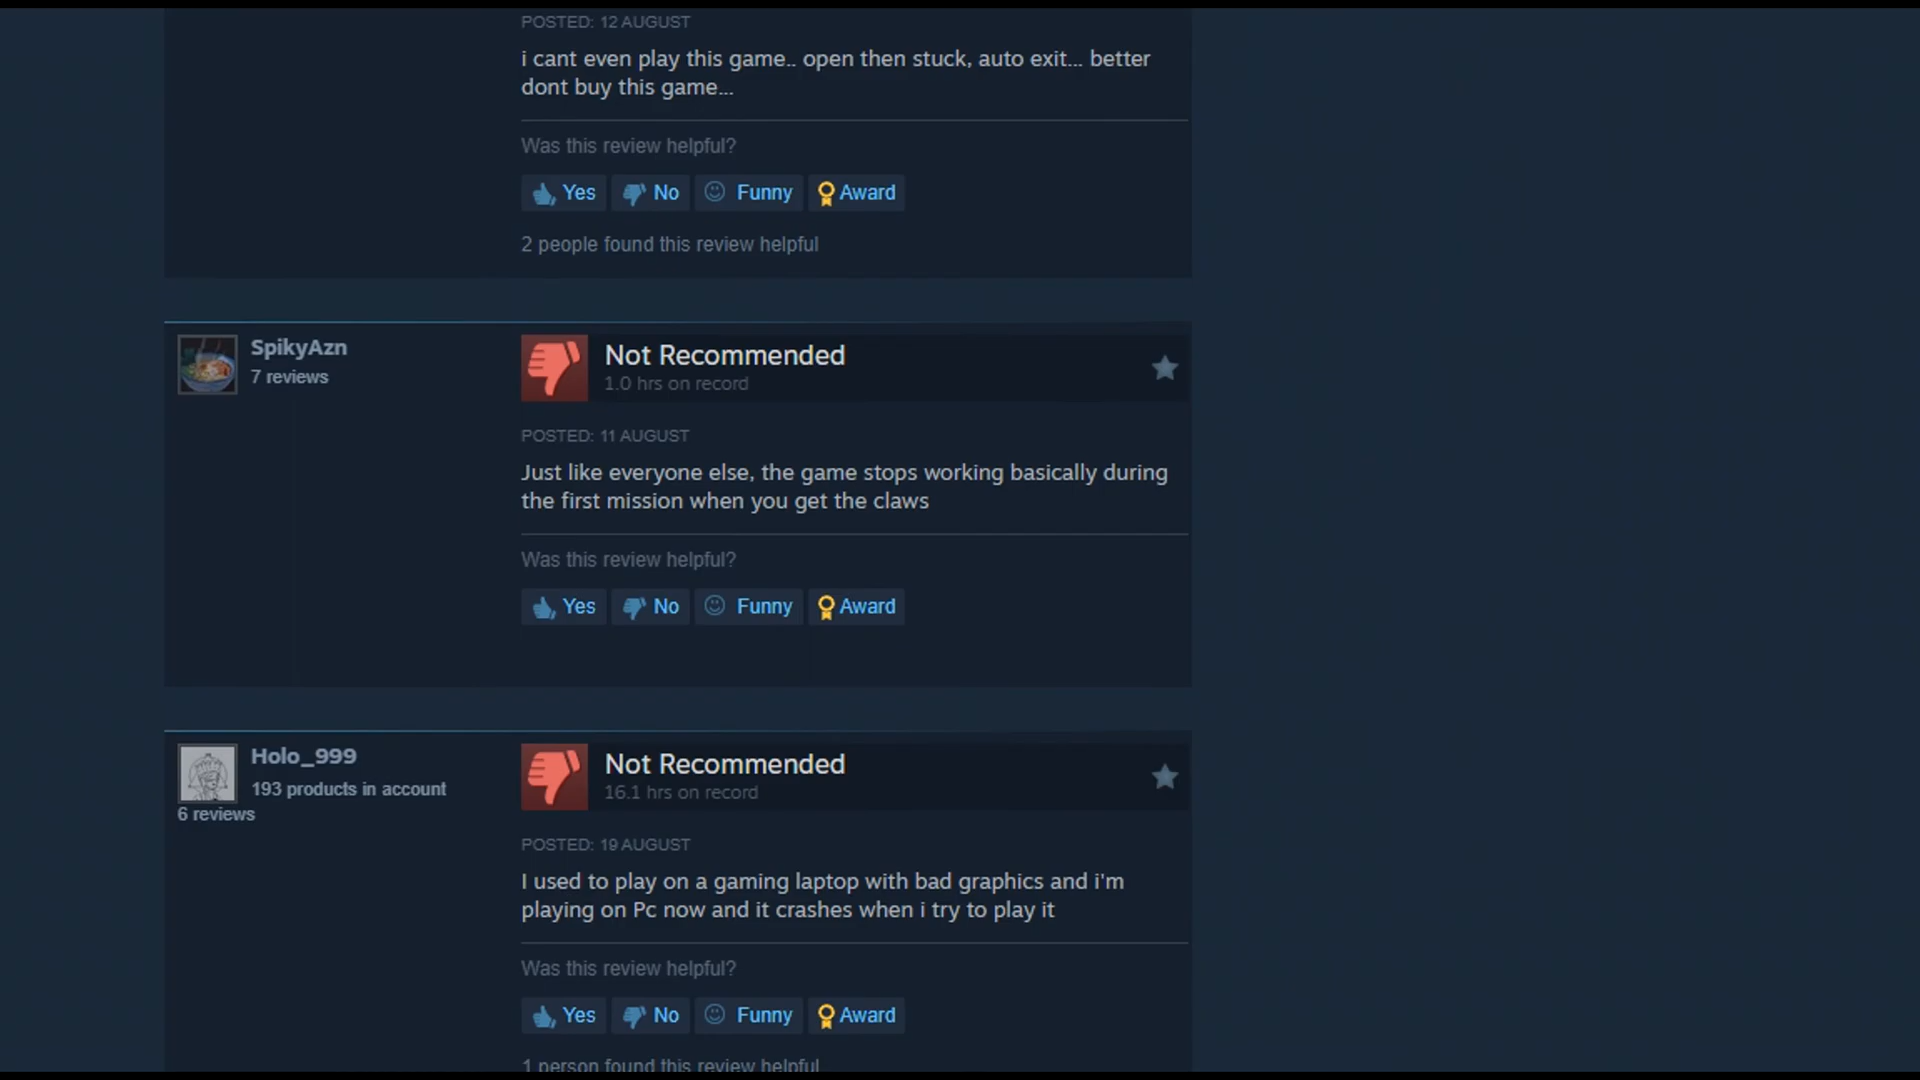 POSTED: 12 AUGUST
i cant even play this game.. open then stuck, auto exit... better
dont buy this game...
Was this review helpful?
Yes No Funny Award
2 people found this review helpful
SpikyAzn
7 reviews
Not Recommended
1.0 hrs on record
POSTED: 11 AUGUST
Just like everyone else, the game stops working basically during
the first mission when you get the claws
Was this review helpful?
Yes No Funny Award
Holo_999
193 products in account
6 reviews
Not Recommended
16.1 hrs on record
POSTED: 19 AUGUST
I used to play on a gaming laptop with bad graphics and i'm
playing on Pc now and it crashes when i try to play it
Was this review helpful?
Yes No Funny Award
1 person found this review helpful